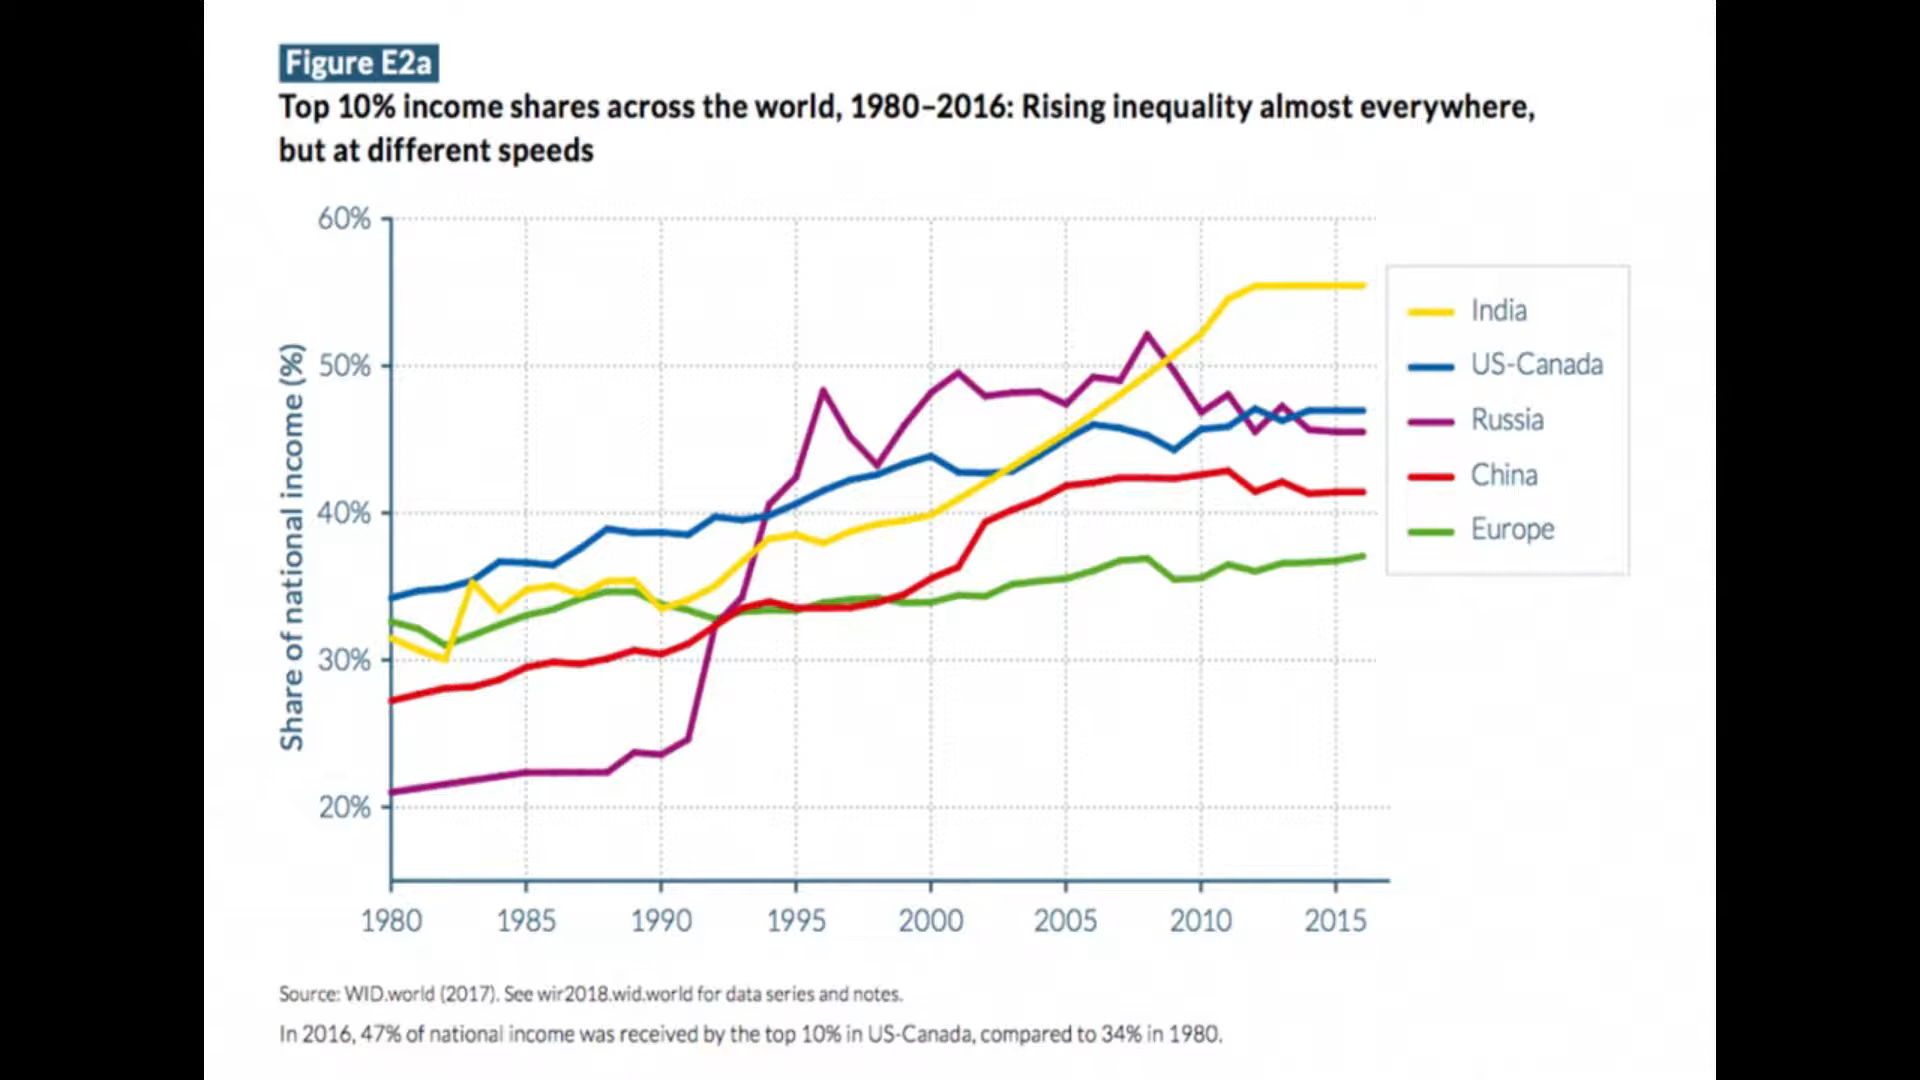 Figure E2a
Top 10% income shares across the world, 1980–2016: Rising inequality almost everywhere,
but at different speeds
Share of national income (%)
60%
50%
40%
30%
20%
1980 1985 1990 1995 2000 2005 2010 2015
India
US-Canada
Russia
China
Europe
Source: WID.world (2017). See wir2018.wid.world for data series and notes.
In 2016, 47% of national income was received by the top 10% in US-Canada, compared to 34% in 1980.